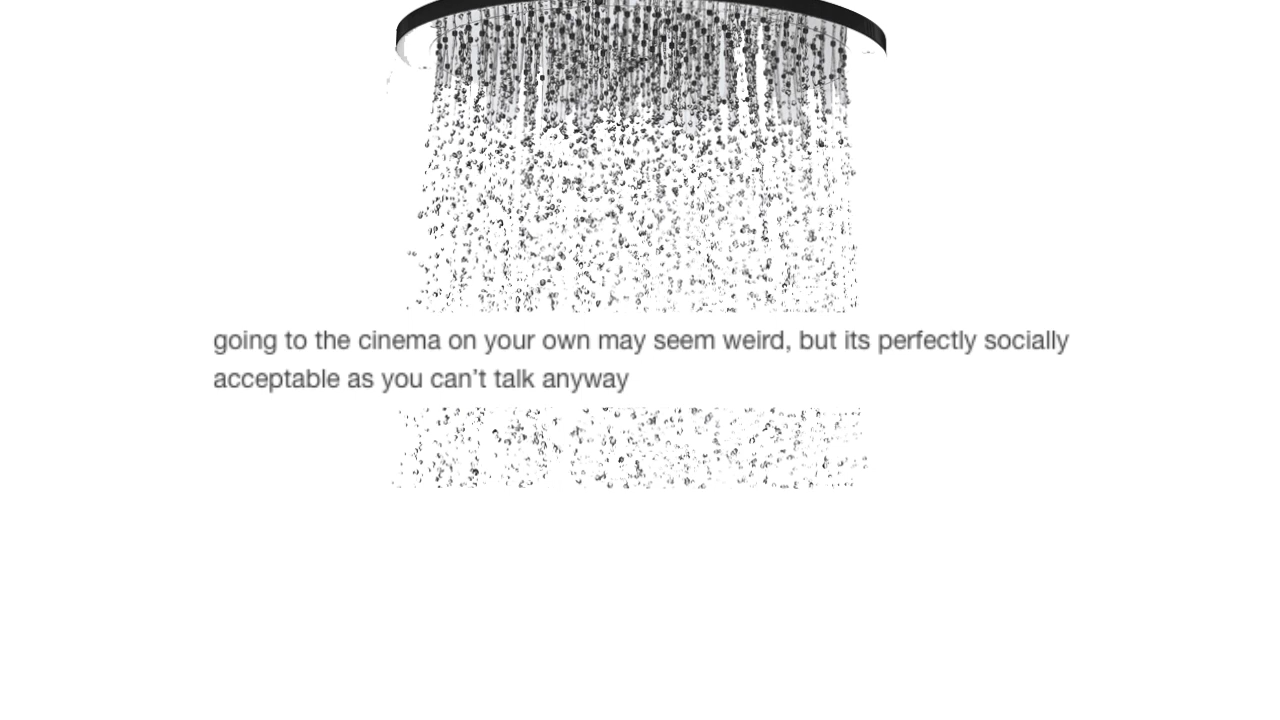 going to the cinema on your own may seem weird, but its perfectly socially
acceptable as you can't talk anyway